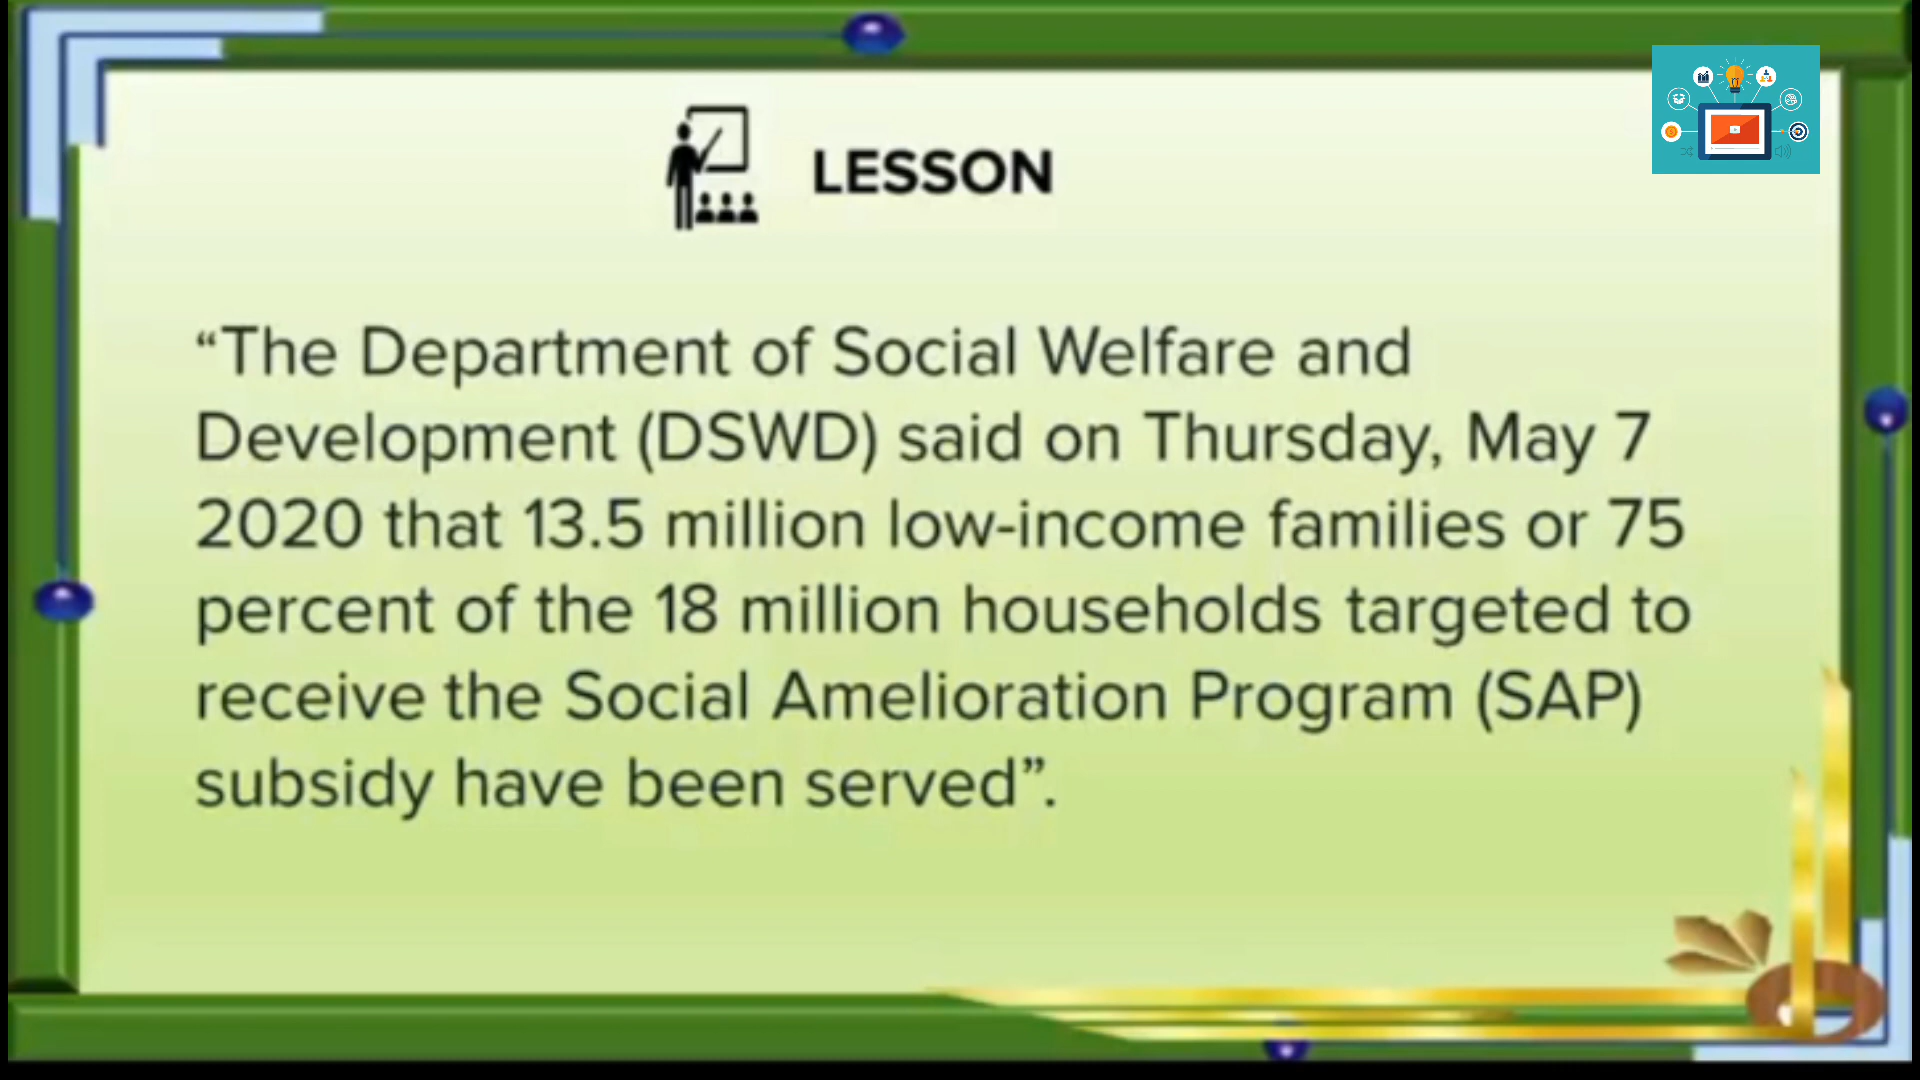 LESSON
“The Department of Social Welfare and
Development (DSWD) said on Thursday, May 7
2020 that 13.5 million low-income families or 75
percent of the 18 million households targeted to
receive the Social Amelioration Program (SAP)
subsidy have been served”.